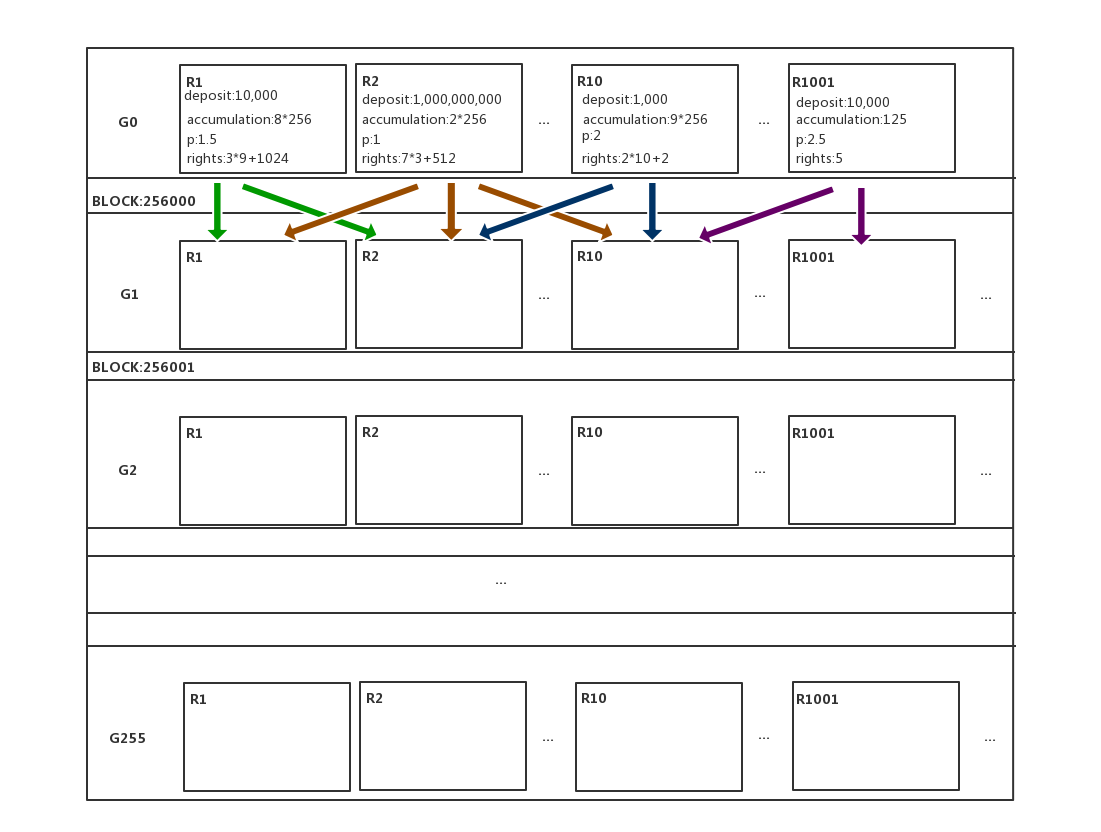 R1
deposit:10,000
accumulation:8*256
p:1.5
rights:3*9+1024
R2
deposit:1,000,000,000
accumulation:2*256
p:1
rights:7*3+512
...
R10
deposit:1,000
accumulation:9*256
p:2
rights:2*10+2
...
R1001
deposit:10,000
accumulation:125
p:2.5
rights:5
G0
BLOCK:256000
G1
R1
R2
...
R10
...
R1001
...
BLOCK:256001
G2
R1
R2
...
R10
...
R1001
...
...
G255
R1
R2
...
R10
...
R1001
...